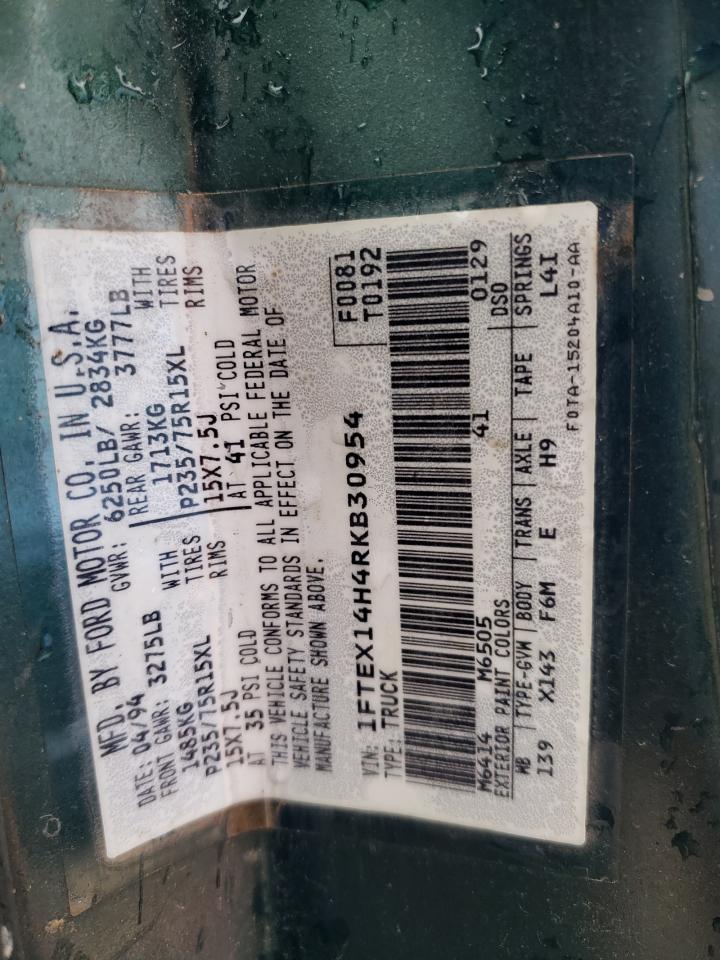 MFD. BY FORD MOTOR CO. IN U.S.A.
DATE: 04/94 GVWR: 6250LB/ 2834KG
FRONT GAWR: 3275LB REAR GAWR: 3777LB
1485KG WITH 1713KG WITH
P235/75R15XL TIRES P235/75R15XL TIRES
15X7.5J RIMS 15X7.5J RIMS
AT 35 PSI COLD AT 41 PSI COLD
THIS VEHICLE CONFORMS TO ALL APPLICABLE FEDERAL MOTOR
VEHICLE SAFETY STANDARDS IN EFFECT ON THE DATE OF
MANUFACTURE SHOWN ABOVE.
VIN: 1FTEX14H4RKB30954 F0081
TYPE: TRUCK T0192
M6414 M6505 41 0129
EXTERIOR PAINT COLORS DSO
WB | TYPE-GVM | BODY | TRANS | AXLE | TAPE | SPRINGS
139 X143 F6M E H9 L4I
F0TA-15204A10-AA